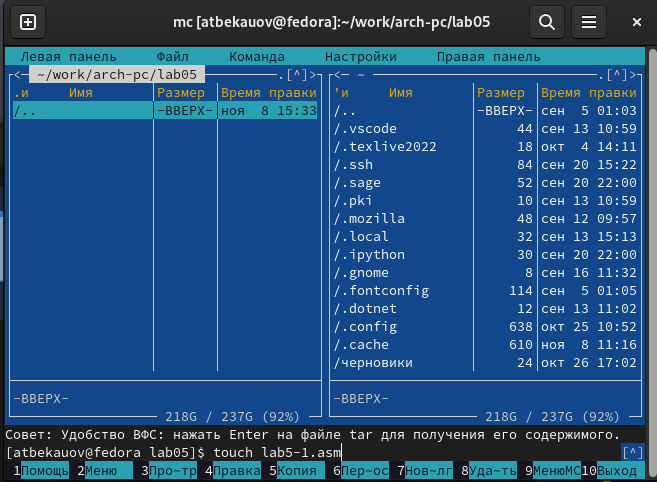 mc [atbekauov@fedora]:~/work/arch-pc/lab05
Левая панель Файл Команда Настройки Правая панель
<─ ~/work/arch-pc/lab05 ─.[^]>
<─ ~ ─.[^]>
.и Имя Размер Время правки
/.. -ВВЕРХ- ноя 8 15:33
-ВВЕРХ-
218G / 237G (92%)
'и Имя Размер Время правки
/.. -ВВЕРХ- сен 5 01:03
/.vscode 44 сен 13 10:59
/.texlive2022 18 окт 4 14:11
/.ssh 84 сен 20 15:22
/.sage 52 сен 20 22:00
/.pki 10 сен 13 10:59
/.mozilla 48 сен 12 09:57
/.local 32 сен 13 15:13
/.ipython 30 сен 20 22:00
/.gnome 8 сен 16 11:32
/.fontconfig 114 сен 5 01:05
/.dotnet 12 сен 13 11:02
/.config 638 окт 25 10:52
/.cache 610 ноя 8 11:16
/черновики 24 окт 26 17:02
-ВВЕРХ-
218G / 237G (92%)
Совет: Удобство ВФС: нажать Enter на файле tar для получения его содержимого.
[atbekauov@fedora lab05]$ touch lab5-1.asm [^]
1Помощь 2Меню 3Про~тр 4Правка 5Копия 6Пер~ос 7Нов~лг 8Уда~ть 9МенюMC 10Выход